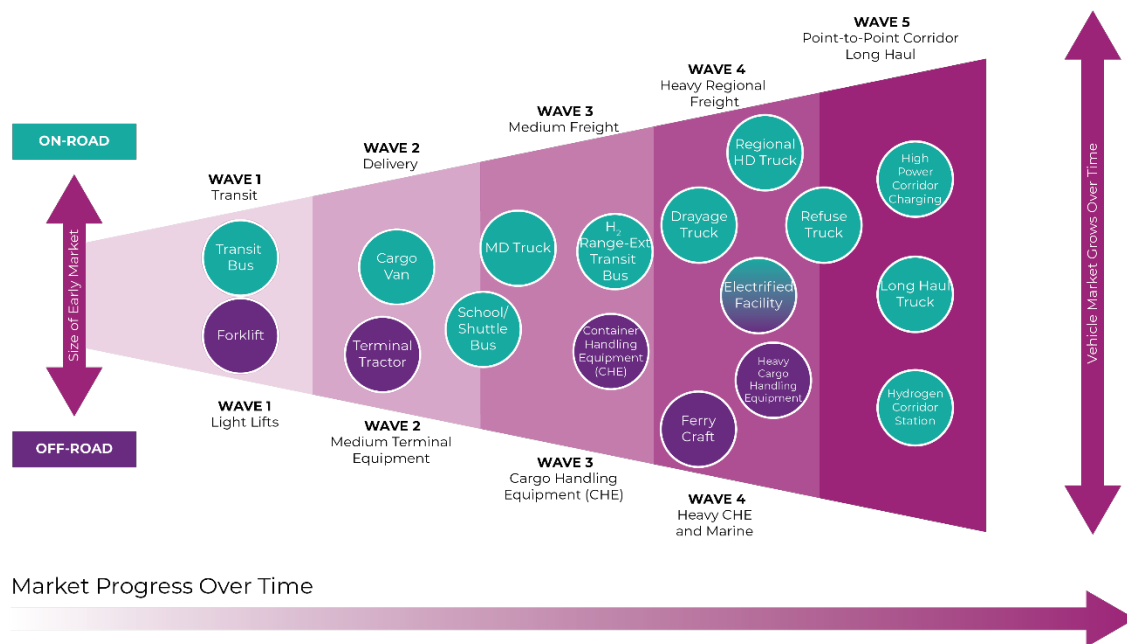 WAVE 5
Point-to-Point Corridor
Long Haul
WAVE 4
Heavy Regional
Freight
WAVE 3
Medium Freight
WAVE 2
Delivery
WAVE 1
Transit
ON-ROAD
Size of Early Market
OFF-ROAD
Transit
Bus
Forklift
Cargo
Van
Terminal
Tractor
MD Truck
School/
Shuttle
Bus
H₂
Range-Ext
Transit
Bus
Container
Handling
Equipment
(CHE)
Regional
HD Truck
Drayage
Truck
Refuse
Truck
Electrified
Facility
Heavy
Cargo
Handling
Equipment
Ferry
Craft
High
Power
Corridor
Charging
Long Haul
Truck
Hydrogen
Corridor
Station
Vehicle Market Grows Over Time
WAVE 1
Light Lifts
WAVE 2
Medium Terminal
Equipment
WAVE 3
Cargo Handling
Equipment (CHE)
WAVE 4
Heavy CHE
and Marine
Market Progress Over Time